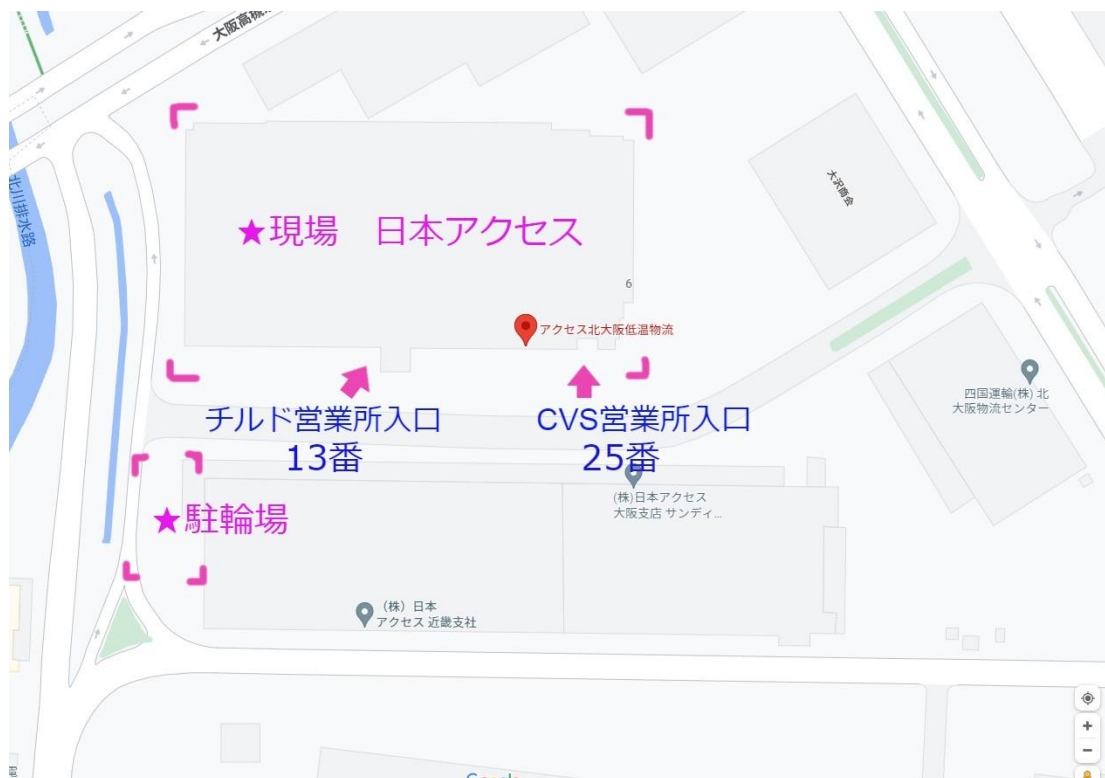 大阪高槻
北川排水路
大沢商会
★現場　日本アクセス
6
アクセス北大阪低温物流
四国運輸(株) 北
大阪物流センター
チルド営業所入口
13番
CVS営業所入口
25番
(株)日本アクセス
大阪支店 サンディ...
★駐輪場
（株）日本
アクセス 近畿支社